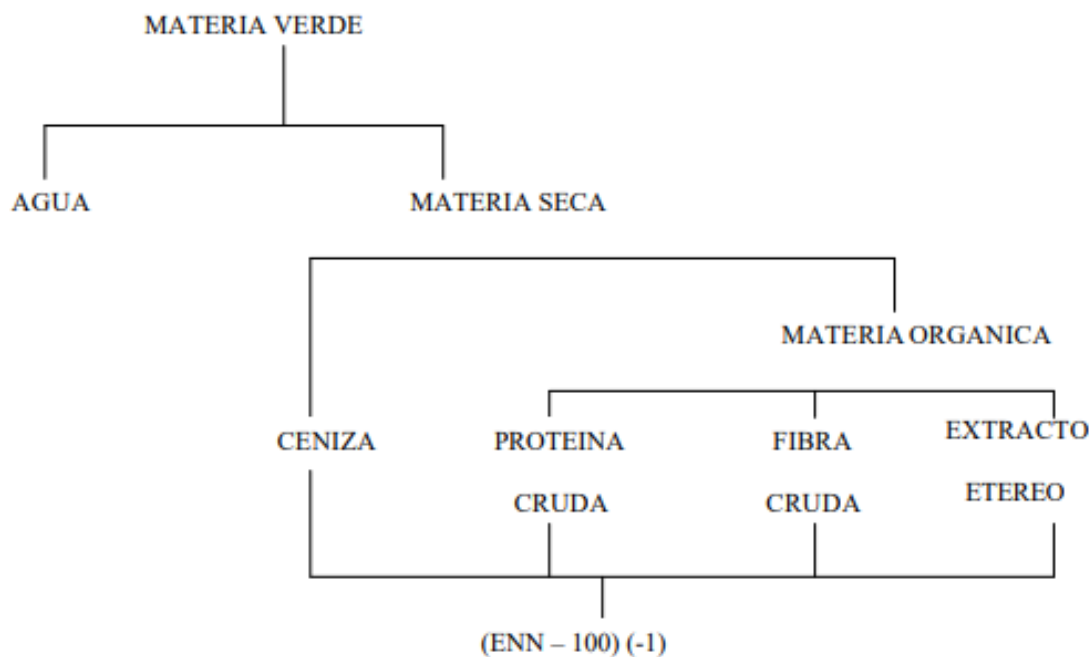 MATERIA VERDE
AGUA
MATERIA SECA
MATERIA ORGANICA
CENIZA
PROTEINA
CRUDA
FIBRA
CRUDA
EXTRACTO
ETEREO
(ENN – 100) (-1)